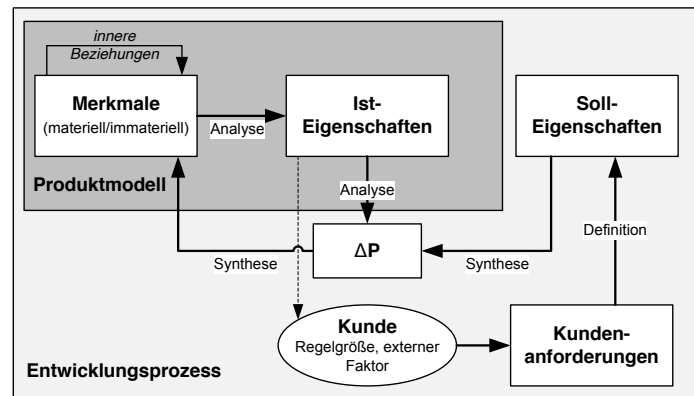 innere
Beziehungen
Merkmale
(materiell/immateriell)
Analyse
Ist-
Eigenschaften
Soll-
Eigenschaften
Produktmodell
Analyse
Definition
Synthese
ΔP
Synthese
Kunde
Regelgröße, externer
Faktor
Kunden-
anforderungen
Entwicklungsprozess